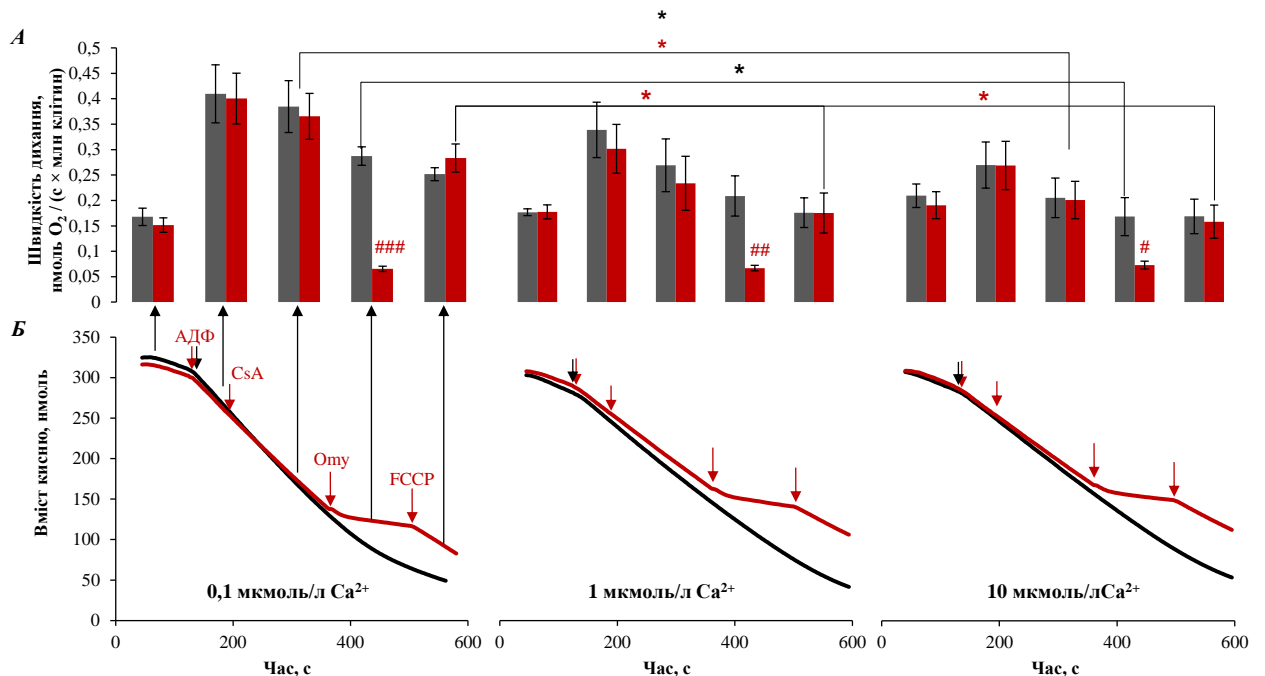 *
А
*
*
*
*
Швидкість дихання,
нмоль O₂ / (с × млн клітин)
0,5
0,45
0,4
0,35
0,3
0,25
0,2
0,15
0,1
0,05
0
###
##
#
Б
Вміст кисню, нмоль
350
300
250
200
150
100
50
0
АДФ
CsA
Omy
FCCP
0,1 мкмоль/л Ca²⁺
1 мкмоль/л Ca²⁺
10 мкмоль/лCa²⁺
0 200 400 600
0 200 400 600
0 200 400 600
Час, с
Час, с
Час, с